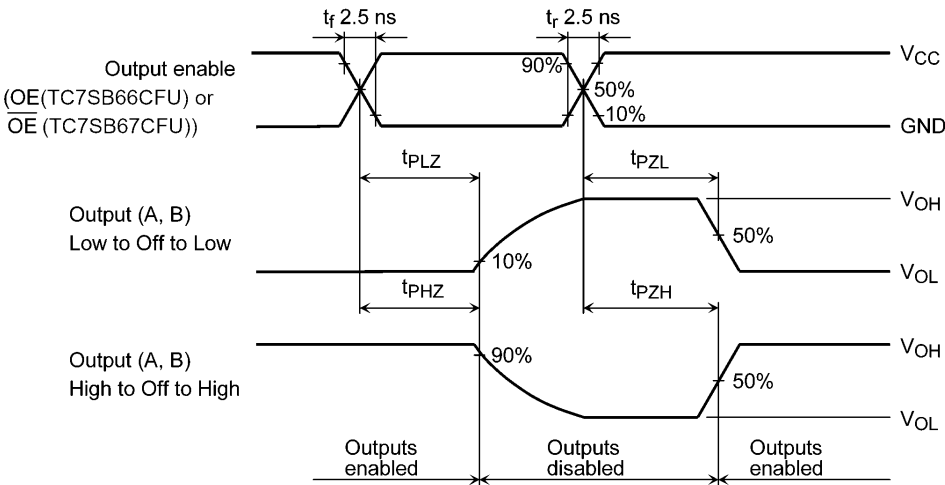 tf 2.5 ns
tr 2.5 ns
VCC
Output enable
90%
50%
(OE(TC7SB66CFU) or
10%
OE (TC7SB67CFU))
GND
tPLZ
tPZL
VOH
Output (A, B)
Low to Off to Low
50%
10%
VOL
tPHZ
tPZH
VOH
Output (A, B)
High to Off to High
90%
50%
VOL
Outputs
enabled
Outputs
disabled
Outputs
enabled